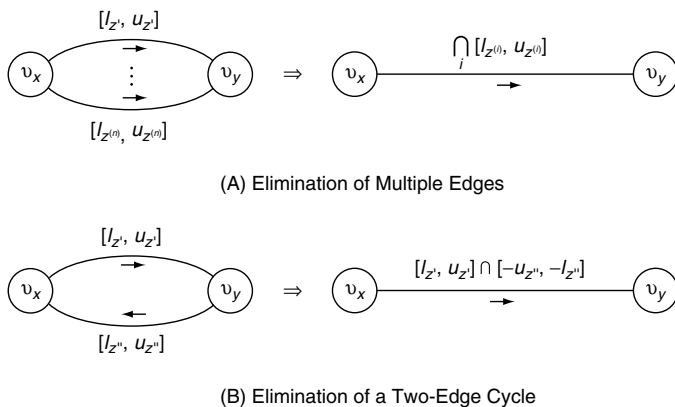 [l_{z'}, u_{z'}]
υ_x ⋮ υ_y ⇒ υ_x ⋂_i [l_{z^{(i)}}, u_{z^{(i)}}] υ_y
[l_{z^{(n)}}, u_{z^{(n)}}]
(A) Elimination of Multiple Edges
[l_{z'}, u_{z'}]
υ_x υ_y ⇒ υ_x [l_{z'}, u_{z'}] ∩ [−u_{z''}, −l_{z''}] υ_y
[l_{z''}, u_{z''}]
(B) Elimination of a Two-Edge Cycle